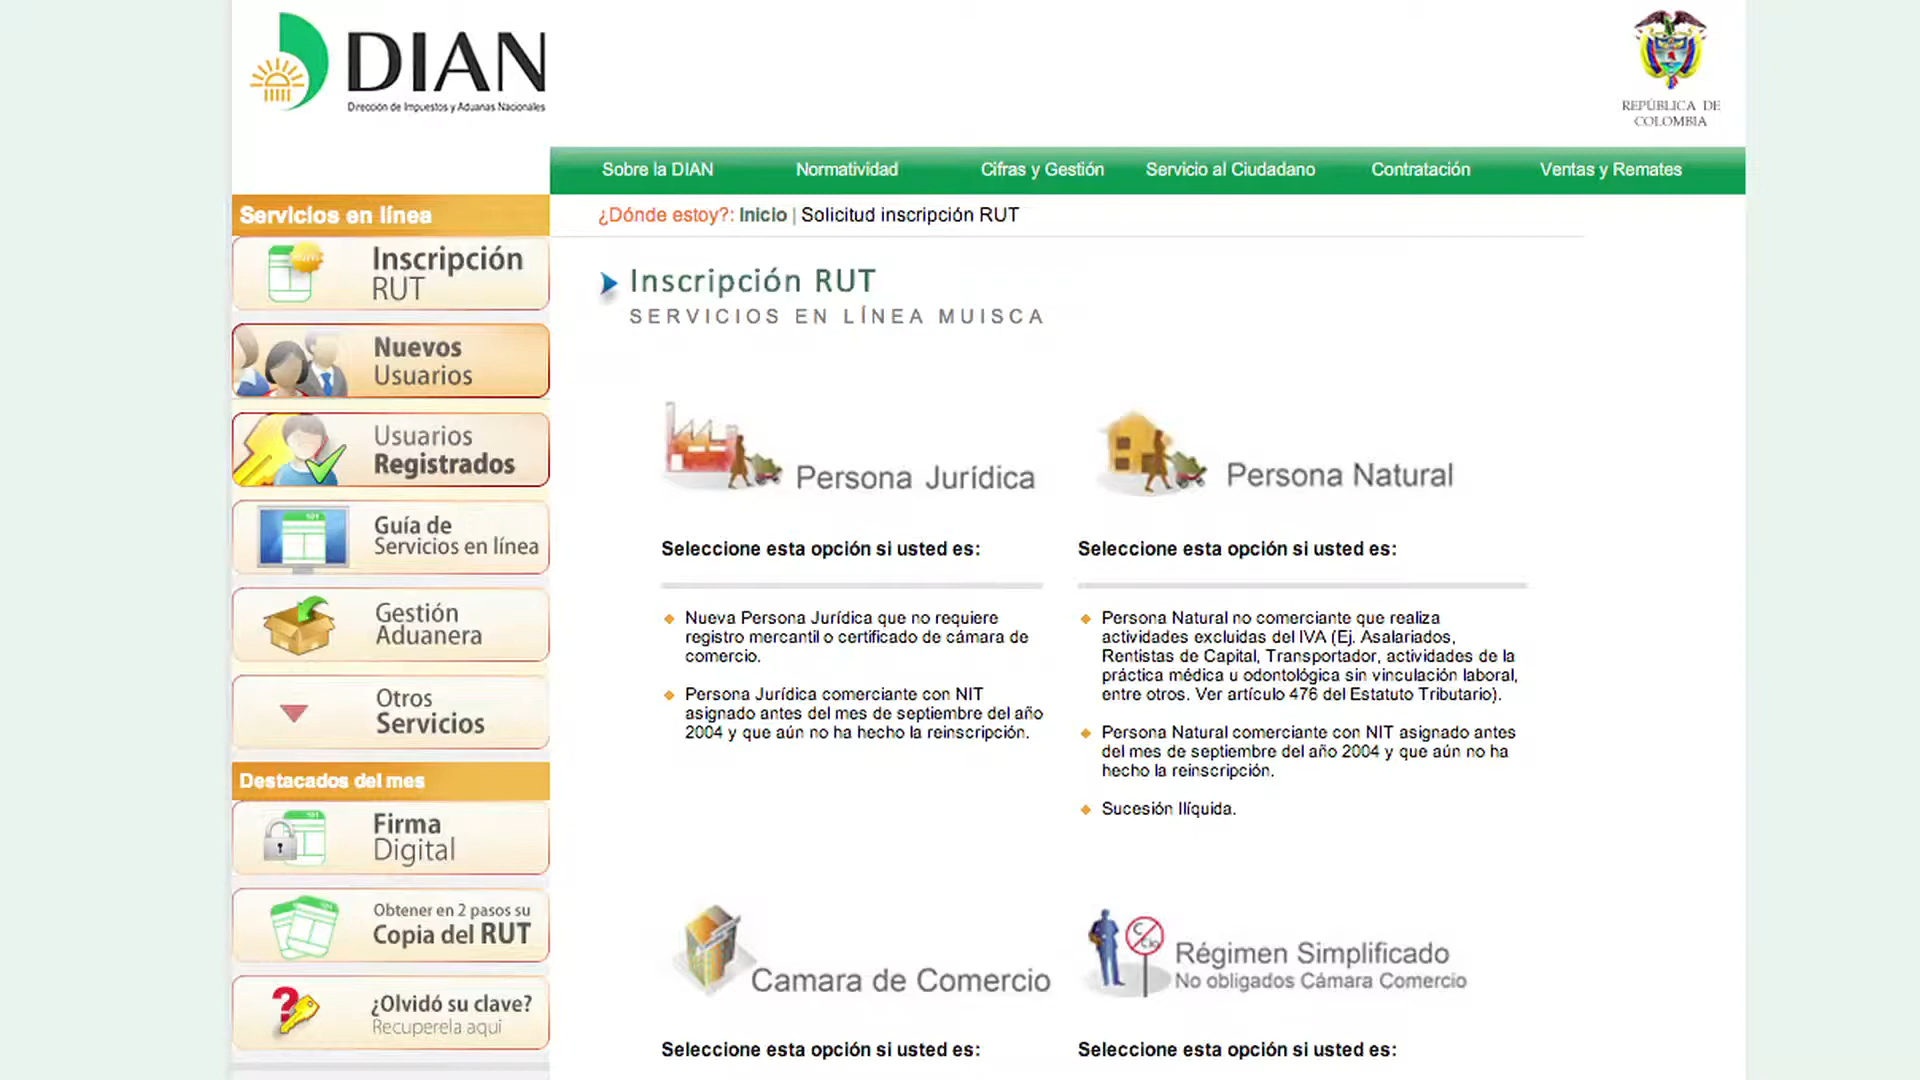 DIAN
Dirección de Impuestos y Aduanas Nacionales
REPÚBLICA DE
COLOMBIA
Sobre la DIAN
Normatividad
Cifras y Gestión
Servicio al Ciudadano
Contratación
Ventas y Remates
¿Dónde estoy?: Inicio | Solicitud inscripción RUT
Servicios en línea
Inscripción
RUT
Nuevos
Usuarios
Usuarios
Registrados
Guía de
Servicios en línea
Gestión
Aduanera
Otros
Servicios
Destacados del mes
Firma
Digital
Obtener en 2 pasos su
Copia del RUT
¿Olvidó su clave?
Recuperela aqui
Inscripción RUT
SERVICIOS EN LÍNEA MUISCA
Persona Jurídica
Seleccione esta opción si usted es:
Nueva Persona Jurídica que no requiere
registro mercantil o certificado de cámara de
comercio.
Persona Jurídica comerciante con NIT
asignado antes del mes de septiembre del año
2004 y que aún no ha hecho la reinscripción.
Persona Natural
Seleccione esta opción si usted es:
Persona Natural no comerciante que realiza
actividades excluidas del IVA (Ej. Asalariados,
Rentistas de Capital, Transportador, actividades de la
práctica médica u odontológica sin vinculación laboral,
entre otros. Ver artículo 476 del Estatuto Tributario).
Persona Natural comerciante con NIT asignado antes
del mes de septiembre del año 2004 y que aún no ha
hecho la reinscripción.
Sucesión Ilíquida.
Camara de Comercio
Seleccione esta opción si usted es:
Régimen Simplificado
No obligados Cámara Comercio
Seleccione esta opción si usted es: